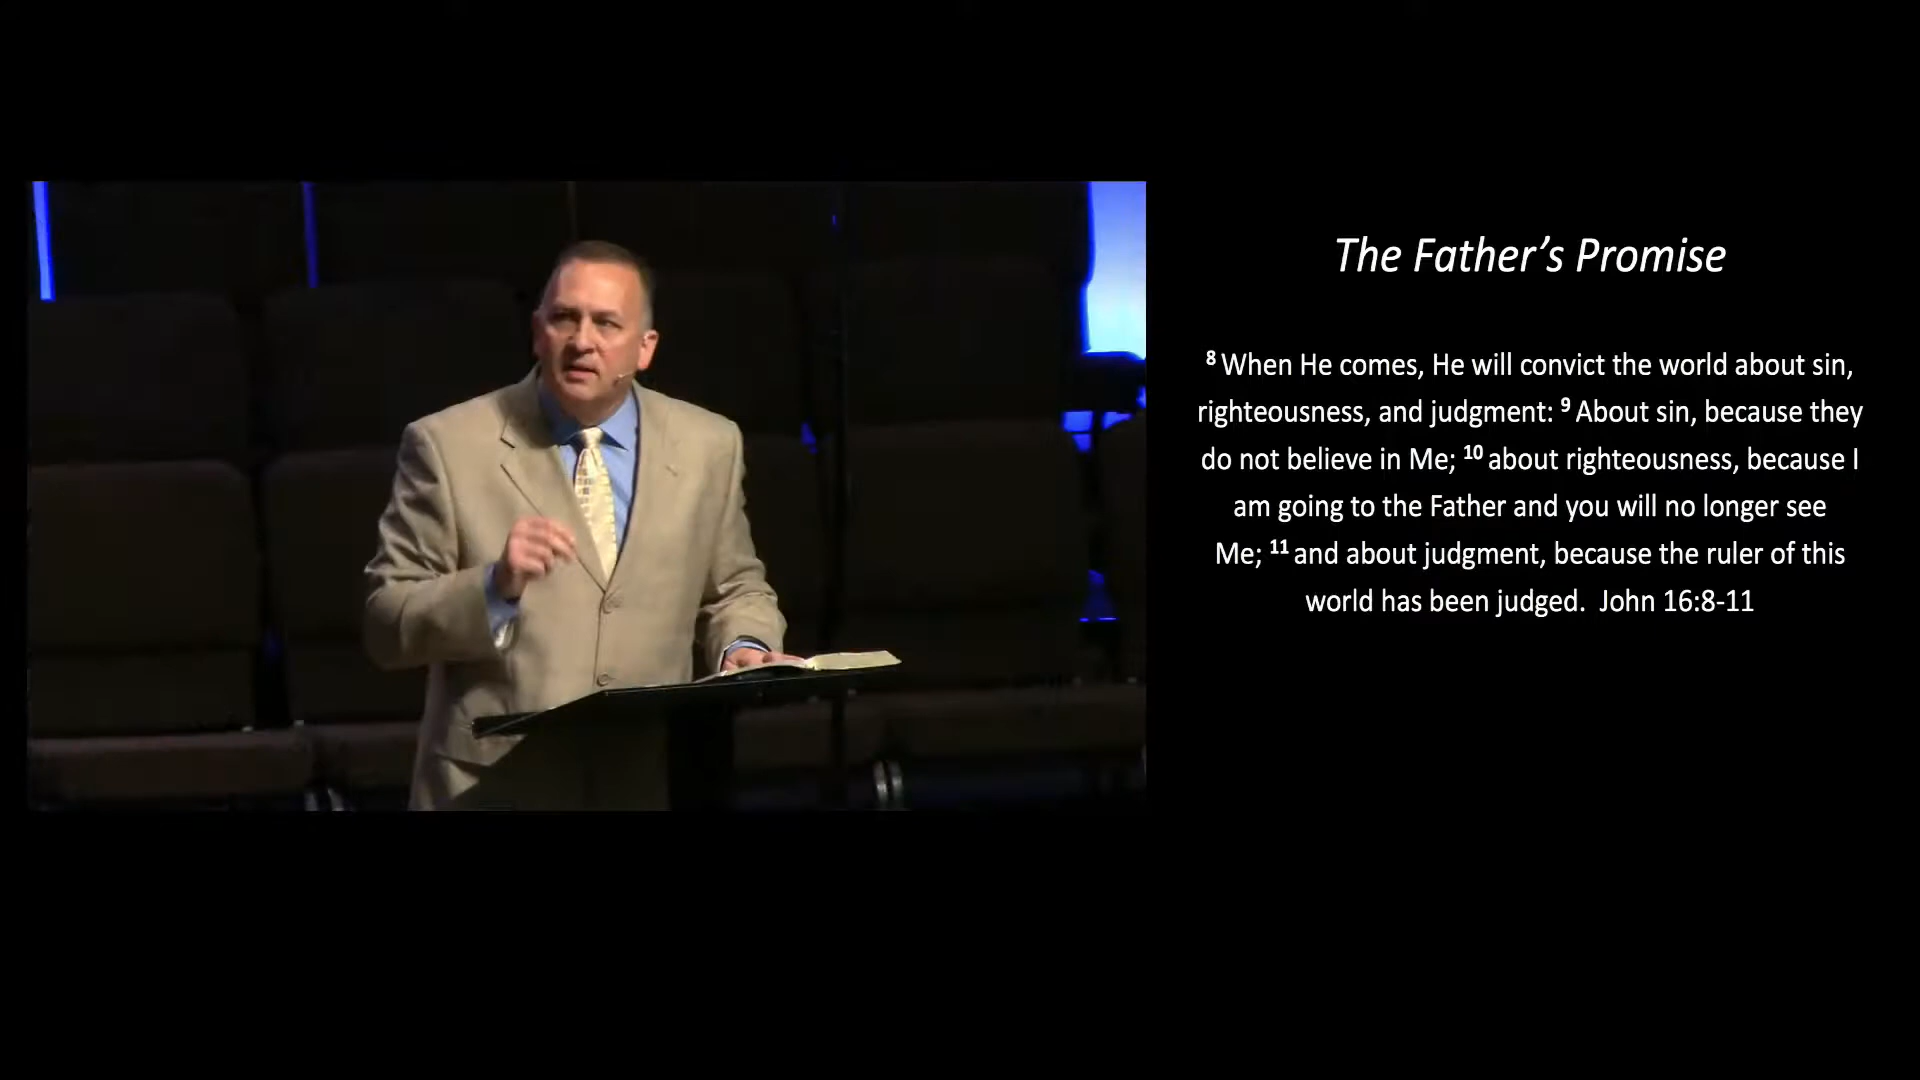 The Father’s Promise
8 When He comes, He will convict the world about sin,
righteousness, and judgment: 9 About sin, because they
do not believe in Me; 10 about righteousness, because I
am going to the Father and you will no longer see
Me; 11 and about judgment, because the ruler of this
world has been judged.  John 16:8-11